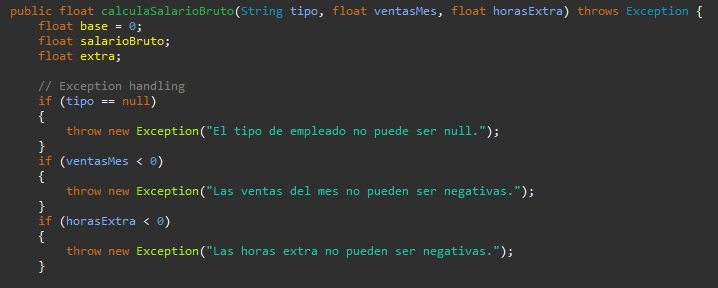 public float calculaSalarioBruto(String tipo, float ventasMes, float horasExtra) throws Exception {
float base = 0;
float salarioBruto;
float extra;
// Exception handling
if (tipo == null)
{
throw new Exception("El tipo de empleado no puede ser null.");
}
if (ventasMes < 0)
{
throw new Exception("Las ventas del mes no pueden ser negativas.");
}
if (horasExtra < 0)
{
throw new Exception("Las horas extra no pueden ser negativas.");
}